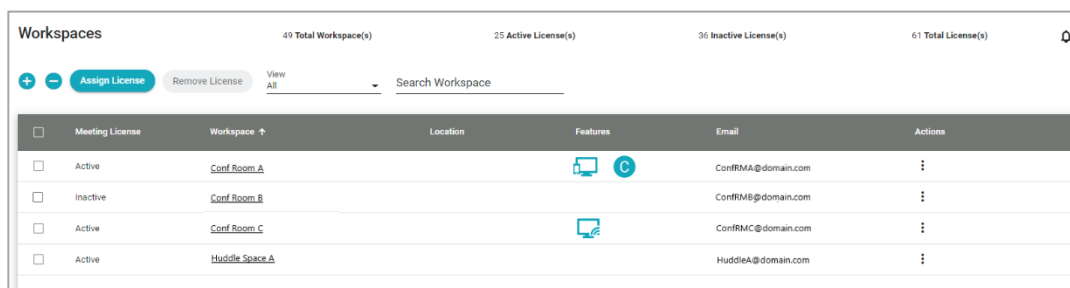 Workspaces 49 Total Workspace(s) 25 Active License(s) 36 Inactive License(s) 61 Total License(s)
Assign License Remove License View All Search Workspace
Meeting License Workspace Location Features Email Actions
Active Conf Room A C ConfRMA@domain.com
Inactive Conf Room B ConfRMB@domain.com
Active Conf Room C ConfRMC@domain.com
Active Huddle Space A HuddleA@domain.com